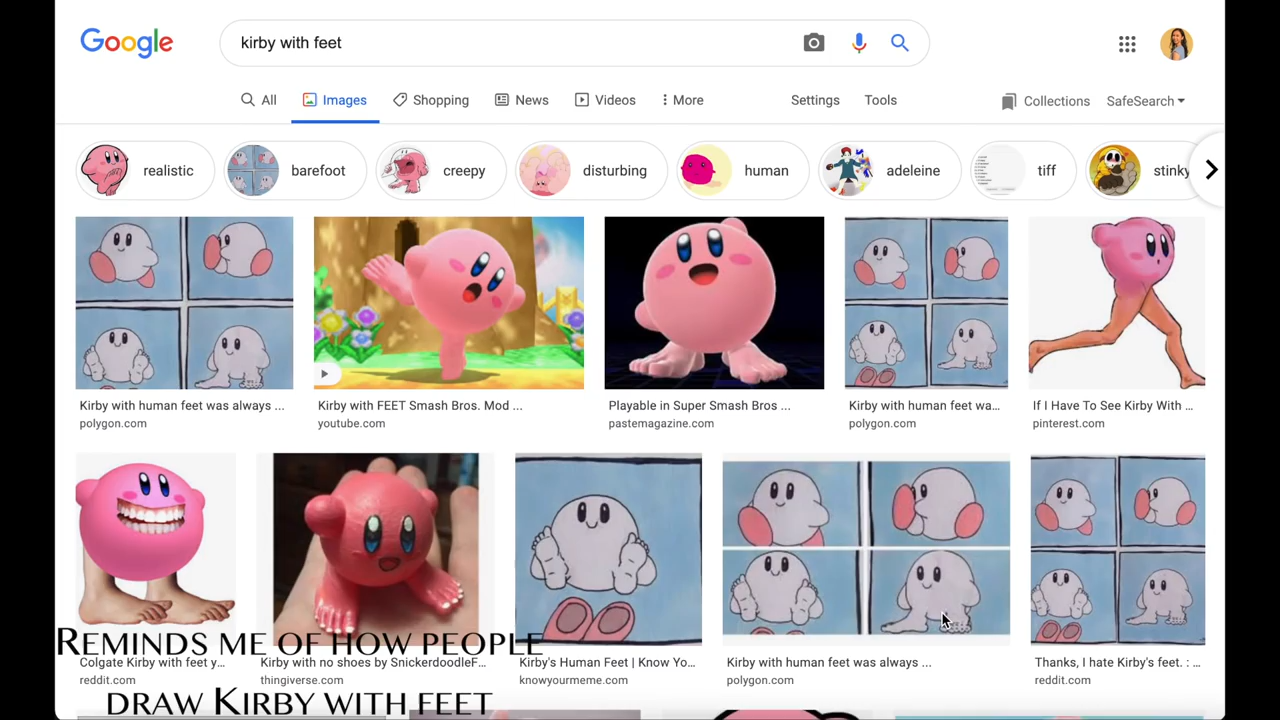 Google
kirby with feet
All Images Shopping News Videos More Settings Tools Collections SafeSearch
realistic barefoot creepy disturbing human adeleine tiff stinky
Kirby with human feet was always ... Kirby with FEET Smash Bros. Mod ... Playable in Super Smash Bros ... Kirby with human feet wa... If I Have To See Kirby With ...
polygon.com youtube.com pastemagazine.com polygon.com pinterest.com
REMINDS ME OF HOW PEOPLE
DRAW KIRBY WITH FEET
Colgate Kirby with feet y... Kirby with no shoes by SnickerdoodleF... Kirby's Human Feet | Know Yo... Kirby with human feet was always ... Thanks, I hate Kirby's feet. : ...
reddit.com thingiverse.com knowyourmeme.com polygon.com reddit.com